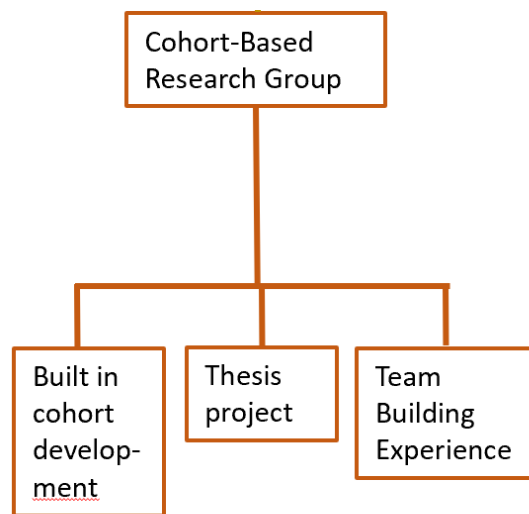 Cohort-Based
Research Group
Built in
cohort
develop-
ment
Thesis
project
Team
Building
Experience